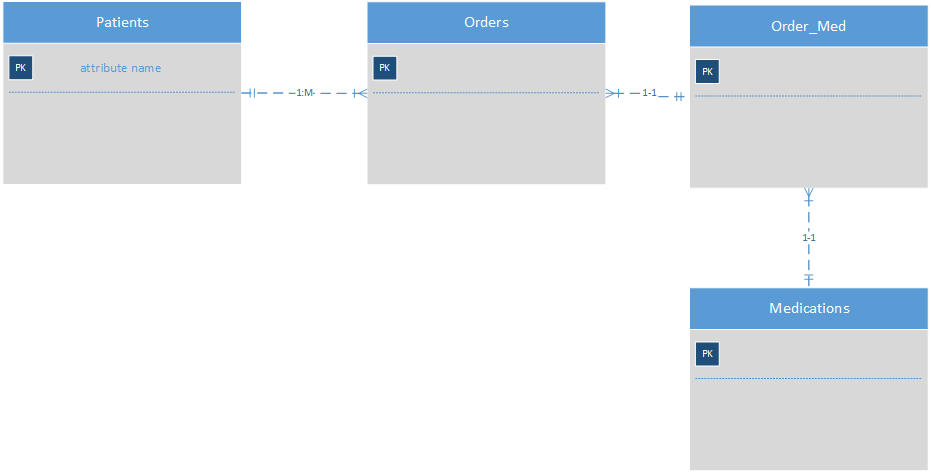 Patients
PK
attribute name
1:M
Orders
PK
1-1
Order_Med
PK
1-1
Medications
PK